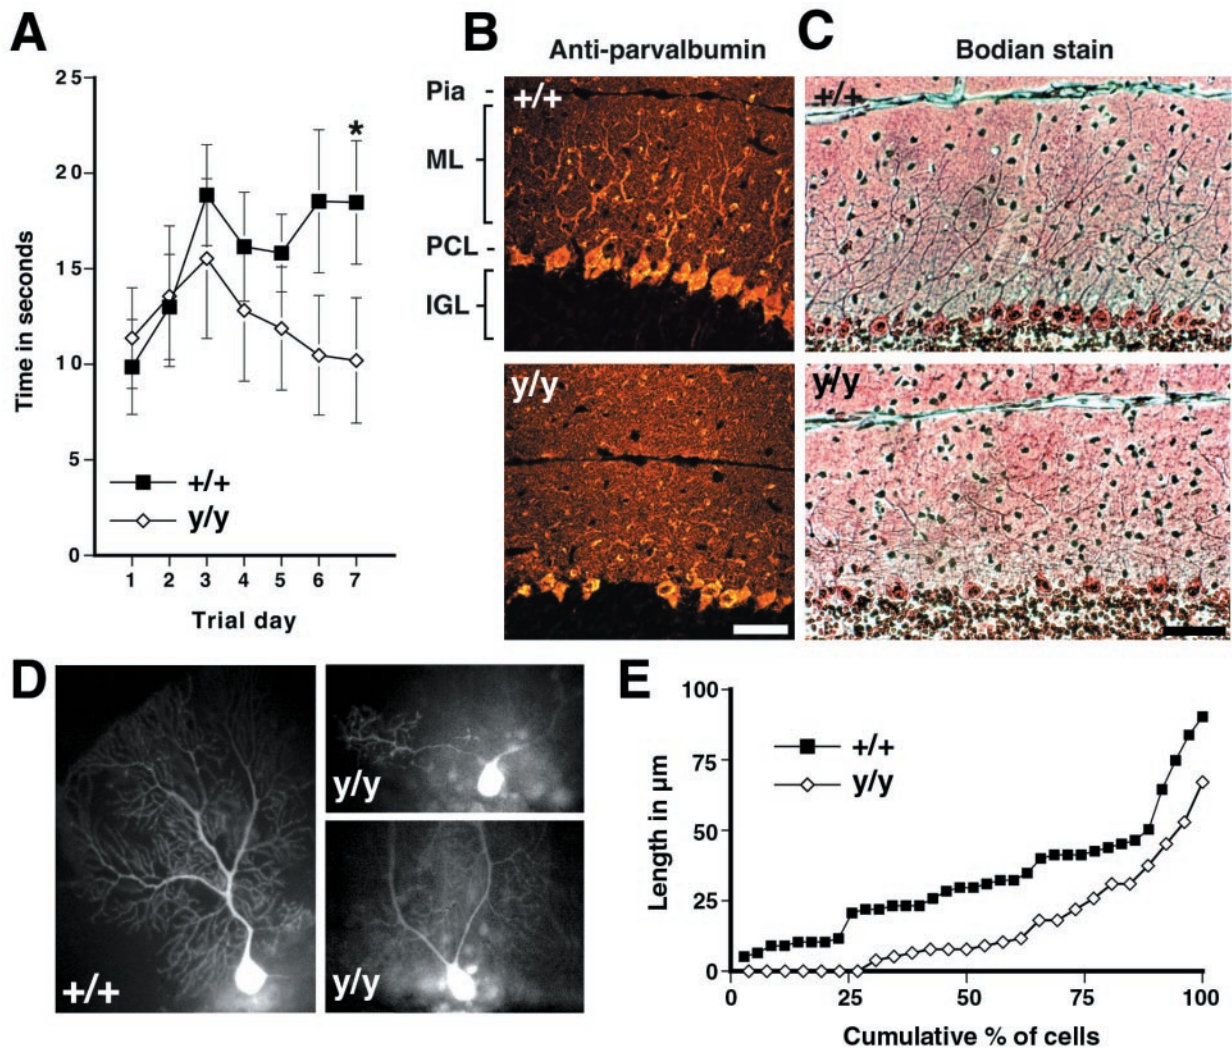 A
25
20
15
10
5
0
Time in seconds
*
+/+
y/y
1 2 3 4 5 6 7
Trial day
B
Anti-parvalbumin
Pia
ML
PCL
IGL
+/+
y/y
C
Bodian stain
+/+
y/y
D
+/+
y/y
y/y
E
100
75
50
25
0
Length in µm
+/+
y/y
0 25 50 75 100
Cumulative % of cells